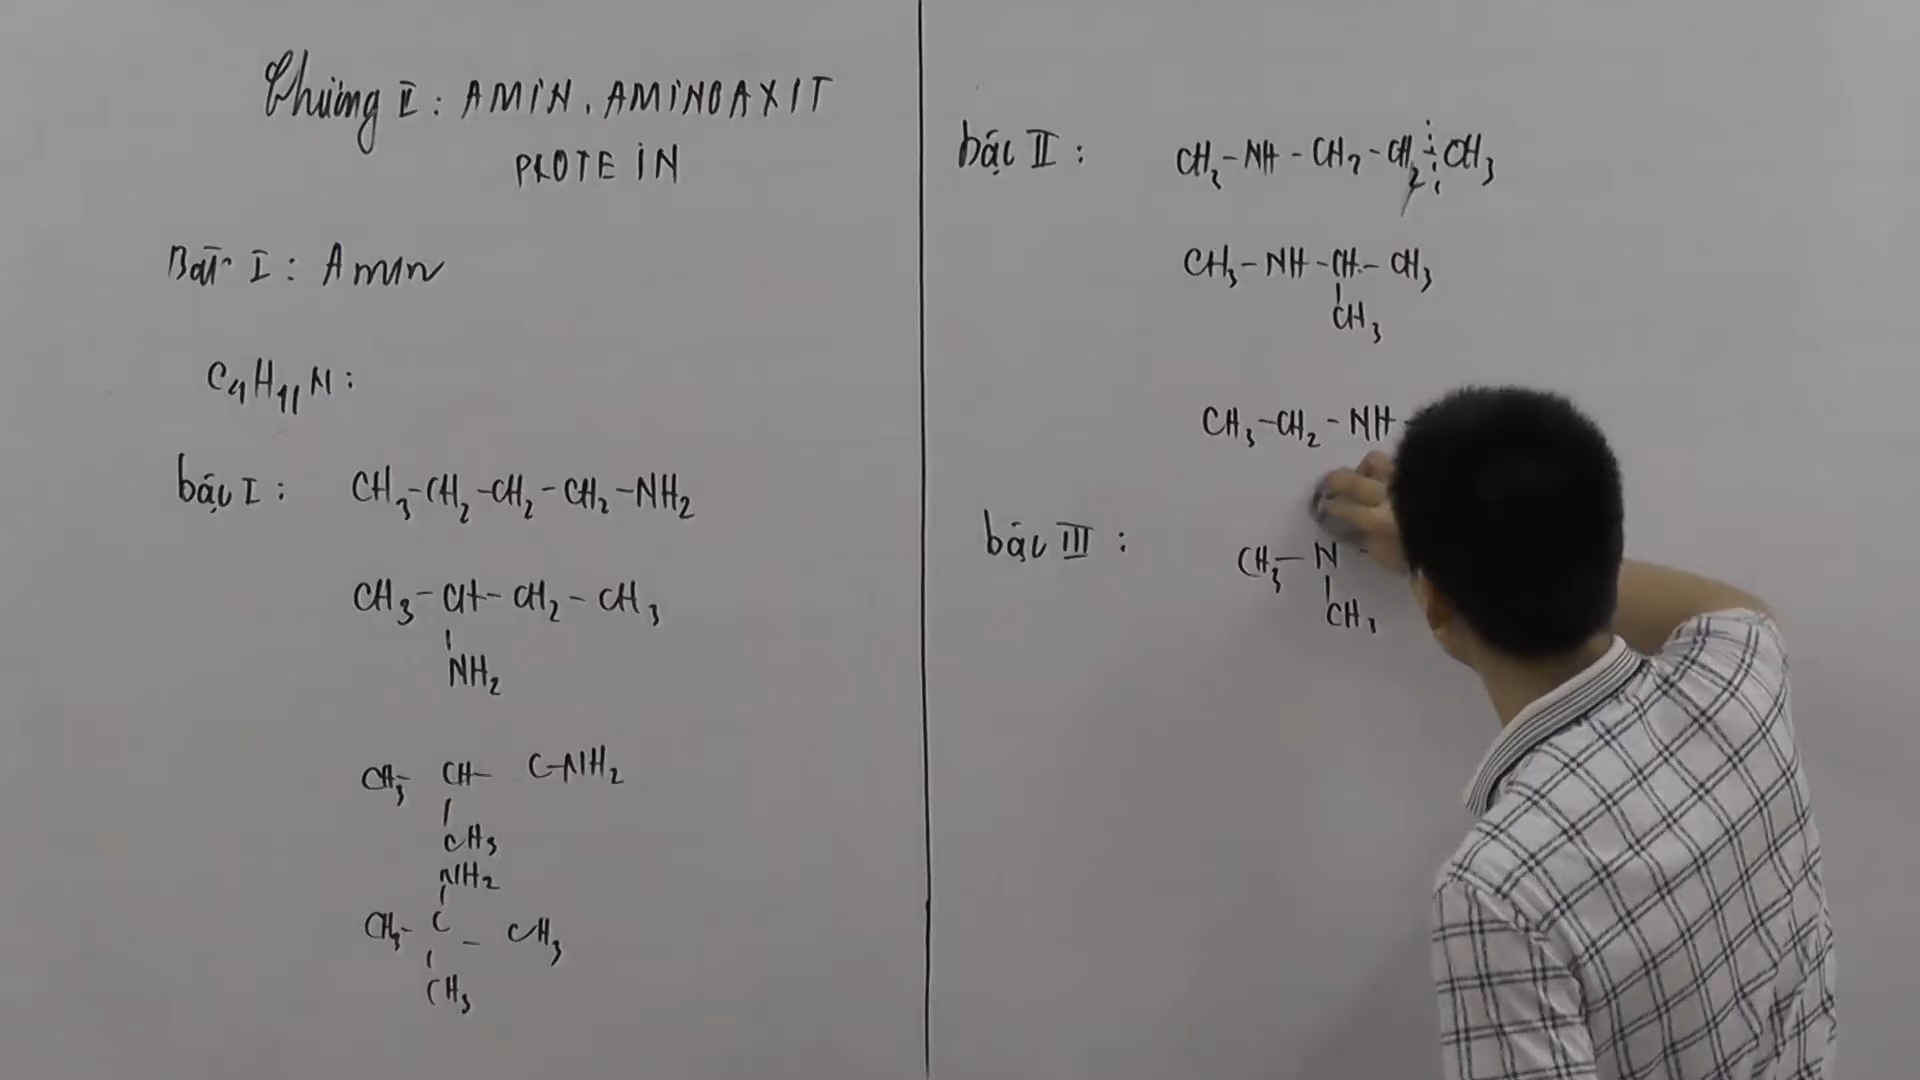 Chương II: AMIN, AMINOAXIT
PROTEIN
Bài I: Amin
C4H11N:
bậc I: CH3-CH2-CH2-CH2-NH2
CH3-CH-CH2-CH3
NH2
CH3- CH- C-NH2
CH3
NH2
CH3- C - CH3
CH3
bậc II: CH3-NH-CH2-CH2-CH3
CH3-NH-CH-CH3
CH3
CH3-CH2-NH-
bậc III: CH3-N-
CH3